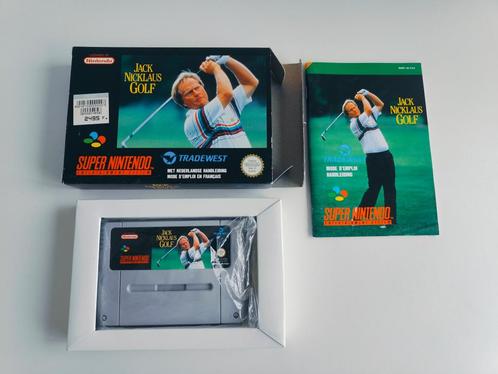 Nintendo
JACK
NICKLAUS
GOLF
2495 F.
SUPER NINTENDO
ENTERTAINMENT SYSTEM
TRADEWEST
MET NEDERLANDSE HANDLEIDING
MODE D'EMPLOI EN FRANÇAIS
JACK
NICKLAUS
GOLF
TRADEWEST
MODE D'EMPLOI
HANDLEIDING
SUPER NINTENDO
ENTERTAINMENT SYSTEM
Nintendo
JACK
NICKLAUS
GOLF
SUPER NINTENDO